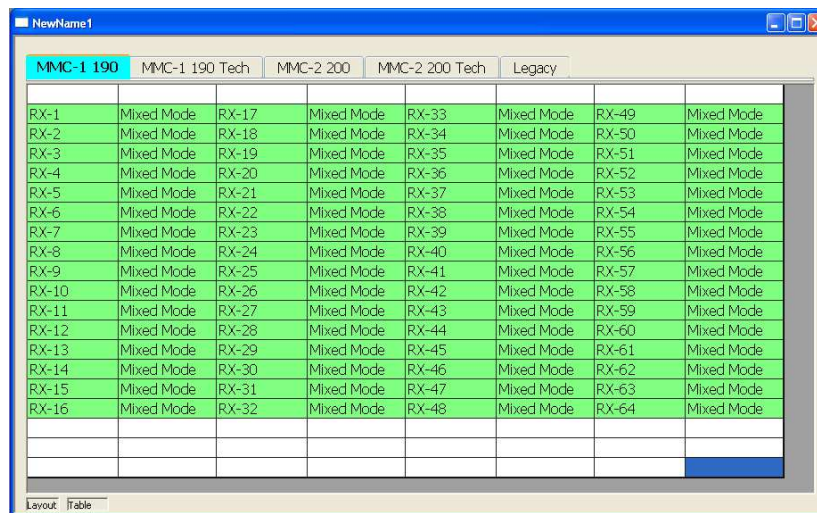 NewName1
MMC-1 190 MMC-1 190 Tech MMC-2 200 MMC-2 200 Tech Legacy
RX-1 Mixed Mode RX-17 Mixed Mode RX-33 Mixed Mode RX-49 Mixed Mode
RX-2 Mixed Mode RX-18 Mixed Mode RX-34 Mixed Mode RX-50 Mixed Mode
RX-3 Mixed Mode RX-19 Mixed Mode RX-35 Mixed Mode RX-51 Mixed Mode
RX-4 Mixed Mode RX-20 Mixed Mode RX-36 Mixed Mode RX-52 Mixed Mode
RX-5 Mixed Mode RX-21 Mixed Mode RX-37 Mixed Mode RX-53 Mixed Mode
RX-6 Mixed Mode RX-22 Mixed Mode RX-38 Mixed Mode RX-54 Mixed Mode
RX-7 Mixed Mode RX-23 Mixed Mode RX-39 Mixed Mode RX-55 Mixed Mode
RX-8 Mixed Mode RX-24 Mixed Mode RX-40 Mixed Mode RX-56 Mixed Mode
RX-9 Mixed Mode RX-25 Mixed Mode RX-41 Mixed Mode RX-57 Mixed Mode
RX-10 Mixed Mode RX-26 Mixed Mode RX-42 Mixed Mode RX-58 Mixed Mode
RX-11 Mixed Mode RX-27 Mixed Mode RX-43 Mixed Mode RX-59 Mixed Mode
RX-12 Mixed Mode RX-28 Mixed Mode RX-44 Mixed Mode RX-60 Mixed Mode
RX-13 Mixed Mode RX-29 Mixed Mode RX-45 Mixed Mode RX-61 Mixed Mode
RX-14 Mixed Mode RX-30 Mixed Mode RX-46 Mixed Mode RX-62 Mixed Mode
RX-15 Mixed Mode RX-31 Mixed Mode RX-47 Mixed Mode RX-63 Mixed Mode
RX-16 Mixed Mode RX-32 Mixed Mode RX-48 Mixed Mode RX-64 Mixed Mode
Layout Table